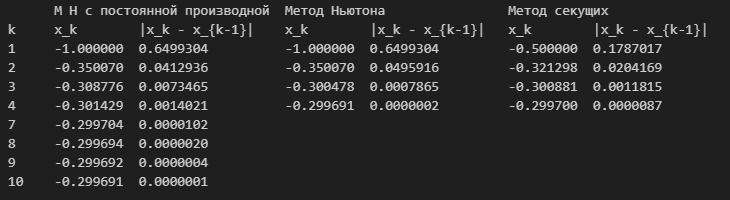 М Н с постоянной производной Метод Ньютона Метод секущих
k x_k |x_k - x_{k-1}| x_k |x_k - x_{k-1}| x_k |x_k - x_{k-1}|
1 -1.000000 0.6499304 -1.000000 0.6499304 -0.500000 0.1787017
2 -0.350070 0.0412936 -0.350070 0.0495916 -0.321298 0.0204169
3 -0.308776 0.0073465 -0.300478 0.0007865 -0.300881 0.0011815
4 -0.301429 0.0014021 -0.299691 0.0000002 -0.299700 0.0000087
7 -0.299704 0.0000102
8 -0.299694 0.0000020
9 -0.299692 0.0000004
10 -0.299691 0.0000001